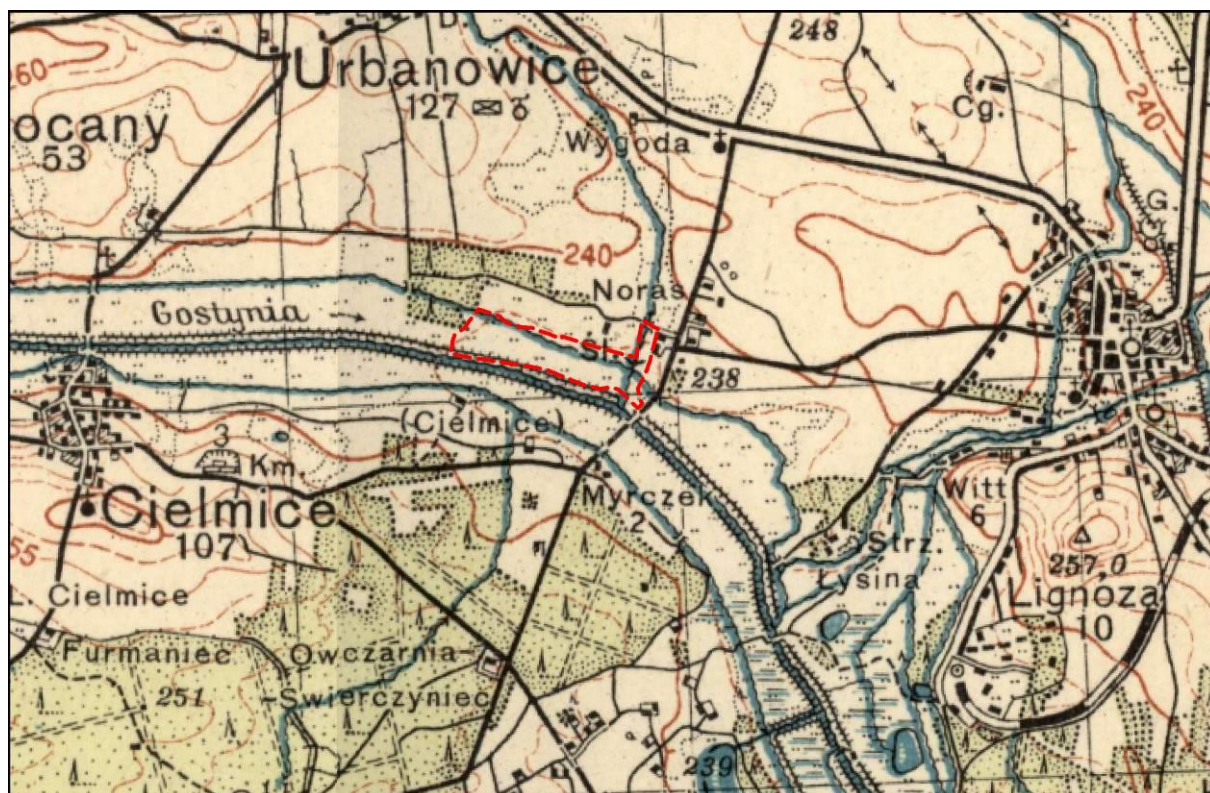 248
D.
260
Urbanowice
127
Cg.
240
ocany
53
Wygoda
G.
240
Noras
Gostynia
Śl.
238
(Cielmice)
3
Km.
Myrczek
2
Witt
6
Cielmice
107
Strz.
Łysina
257,0
55
L. Cielmice
Lignoza
10
Furmaniec
Owczarnia-
-Świerczyniec
251
239